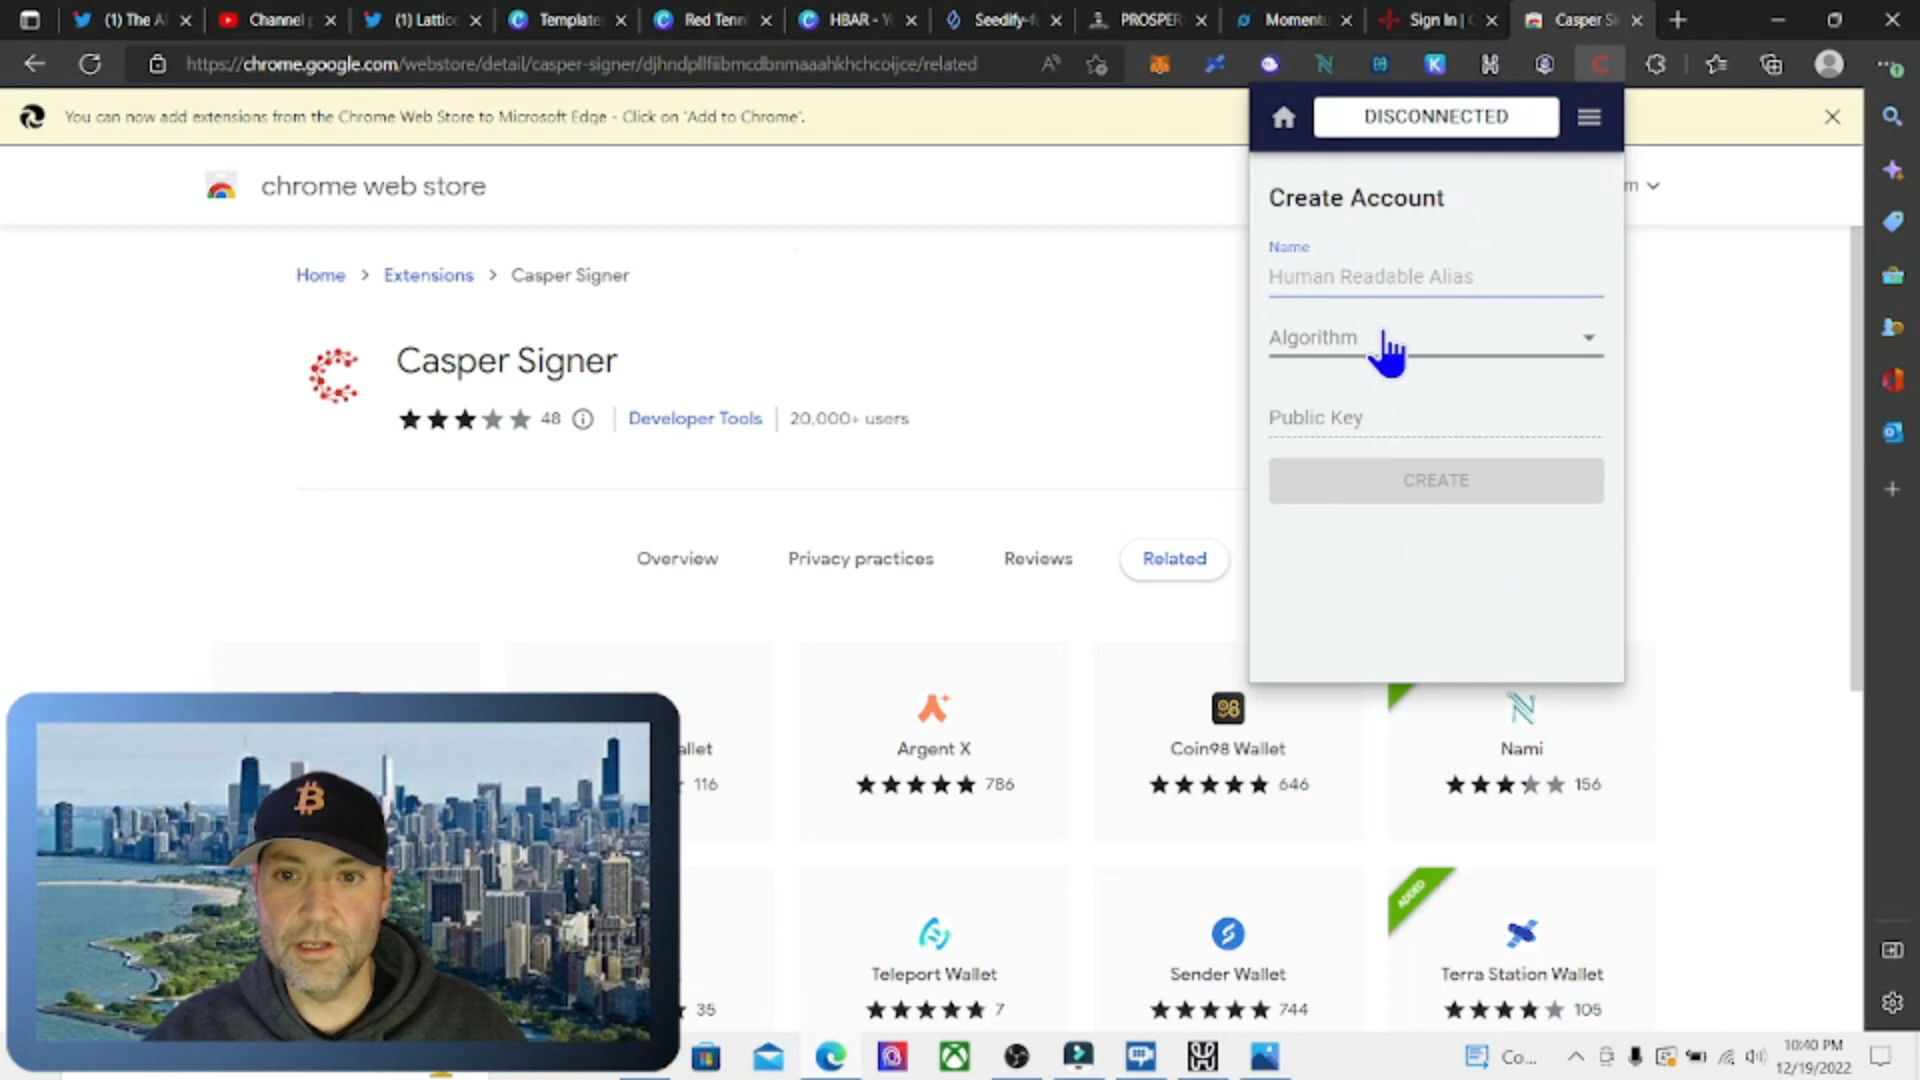 (1) The A
Channel
(1) Lattic
Template
Red Tenn
HBAR - Y
Seedify-f
PROSPER
Moment
Sign In |
Casper Si
https://chrome.google.com/webstore/detail/casper-signer/djhndpllfiibmcdbnmaaahkhchcoijce/related
You can now add extensions from the Chrome Web Store to Microsoft Edge - Click on 'Add to Chrome'.
DISCONNECTED
chrome web store
Create Account
Name
Human Readable Alias
Home > Extensions > Casper Signer
Algorithm
Casper Signer
48
Developer Tools
20,000+ users
Public Key
CREATE
Overview
Privacy practices
Reviews
Related
allet
116
Argent X
786
98
Coin98 Wallet
646
Nami
156
35
Teleport Wallet
7
Sender Wallet
744
ADDED
Terra Station Wallet
105
Co...
10:40 PM
12/19/2022